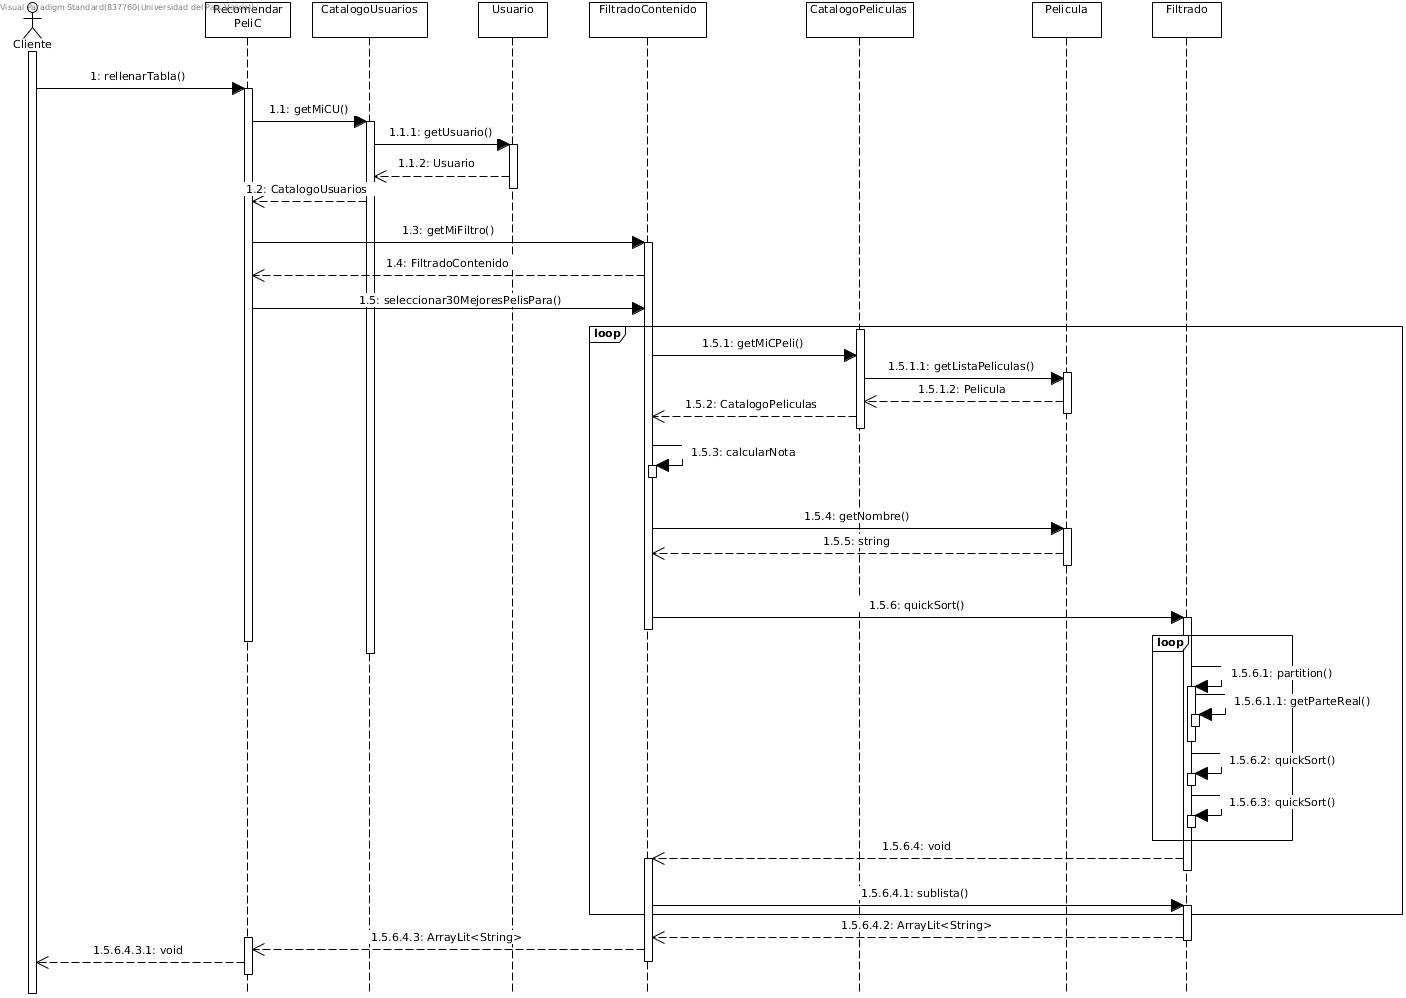 Visual Paradigm Standard(837760(Universidad del
Recomendar
PeliC
CatalogoUsuarios
Usuario
FiltradoContenido
CatalogoPeliculas
Pelicula
Filtrado
Cliente
1: rellenarTabla()
1.1: getMiCU()
1.1.1: getUsuario()
1.1.2: Usuario
1.2: CatalogoUsuarios
1.3: getMiFiltro()
1.4: FiltradoContenido
1.5: seleccionar30MejoresPelisPara()
loop
1.5.1: getMiCPeli()
1.5.1.1: getListaPeliculas()
1.5.1.2: Pelicula
1.5.2: CatalogoPeliculas
1.5.3: calcularNota
1.5.4: getNombre()
1.5.5: string
1.5.6: quickSort()
loop
1.5.6.1: partition()
1.5.6.1.1: getParteReal()
1.5.6.2: quickSort()
1.5.6.3: quickSort()
1.5.6.4: void
1.5.6.4.1: sublista()
1.5.6.4.2: ArrayLit<String>
1.5.6.4.3: ArrayLit<String>
1.5.6.4.3.1: void